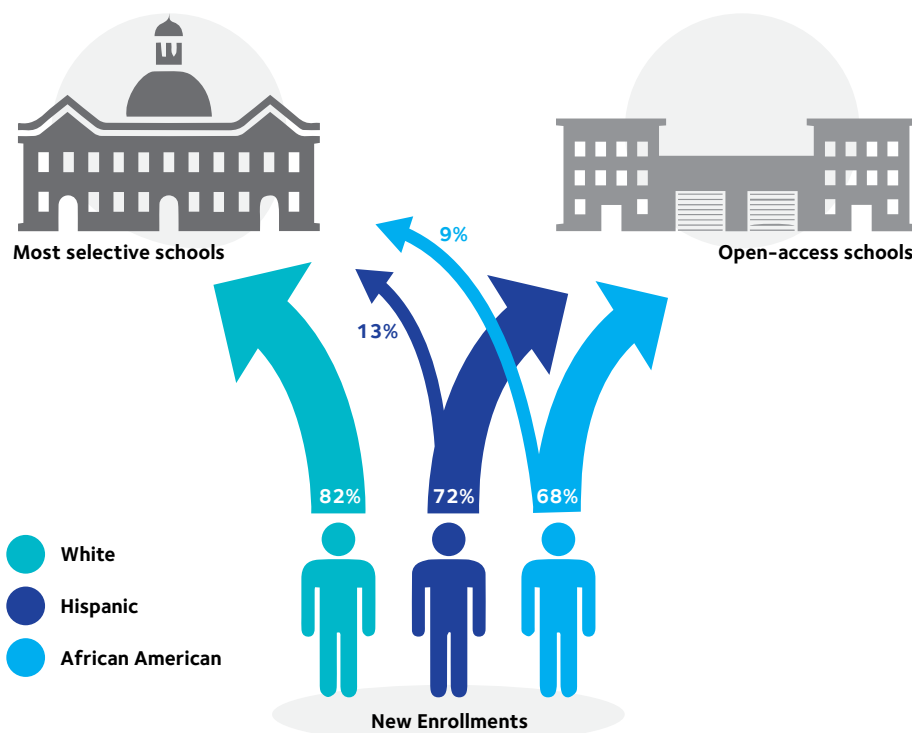 Most selective schools
Open-access schools
9%
13%
82%
72%
68%
White
Hispanic
African American
New Enrollments